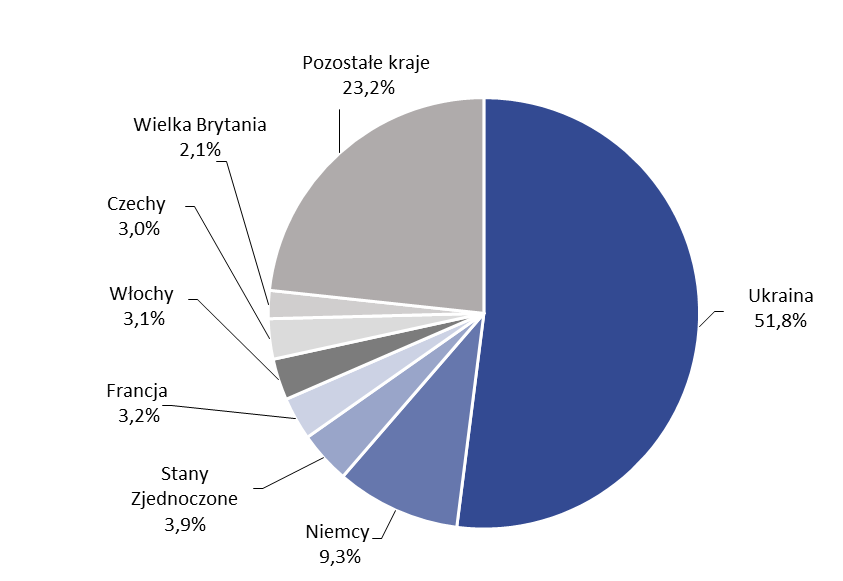 Pozostałe kraje
23,2%
Wielka Brytania
2,1%
Czechy
3,0%
Włochy
3,1%
Francja
3,2%
Stany
Zjednoczone
3,9%
Niemcy
9,3%
Ukraina
51,8%